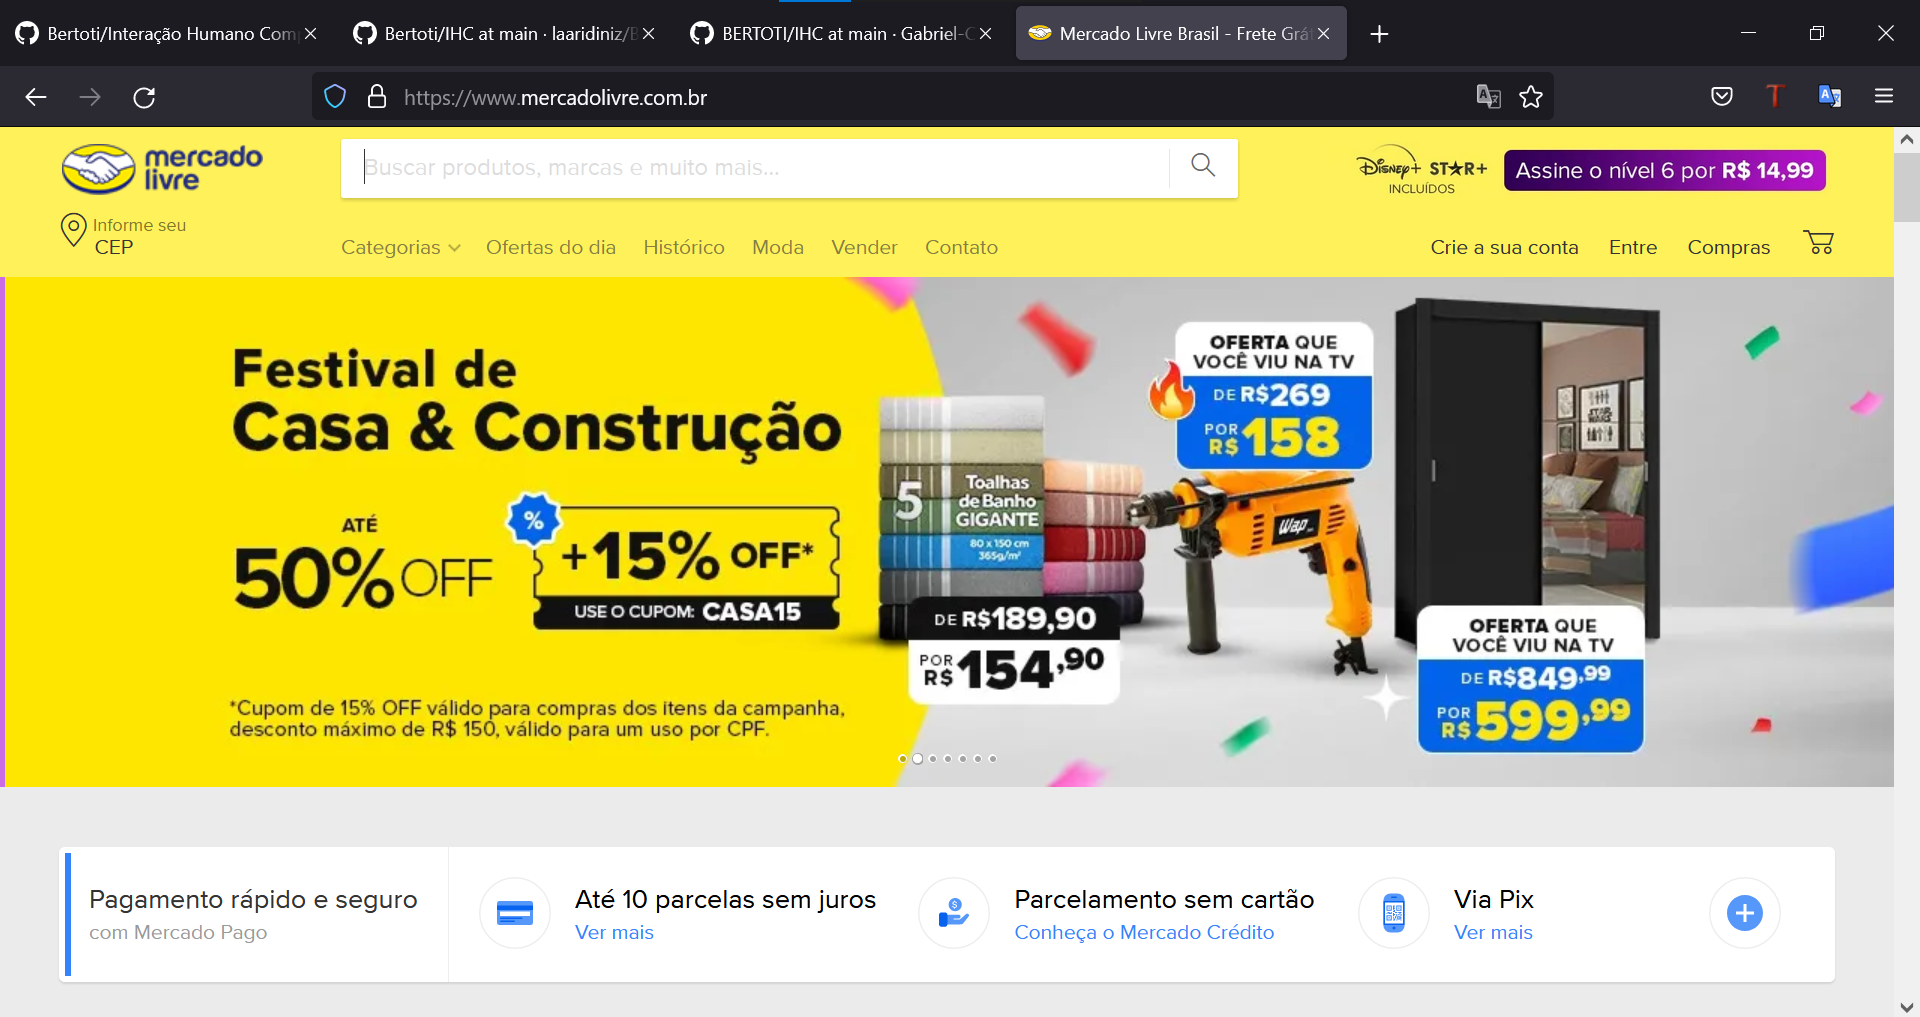 Bertoti/Interação Humano Com
Bertoti/IHC at main · laaridiniz/B
BERTOTI/IHC at main · Gabriel-C
Mercado Livre Brasil - Frete Grát
https://www.mercadolivre.com.br
mercado
livre
Buscar produtos, marcas e muito mais...
Disney+ STAR+
INCLUÍDOS
Assine o nível 6 por R$ 14,99
Informe seu
CEP
Categorias
Ofertas do dia
Histórico
Moda
Vender
Contato
Crie a sua conta
Entre
Compras
Festival de
Casa & Construção
ATÉ
50% OFF
%
+15% OFF*
USE O CUPOM: CASA15
*Cupom de 15% OFF válido para compras dos itens da campanha,
desconto máximo de R$ 150, válido para um uso por CPF.
5
Toalhas
de Banho
GIGANTE
80 x 150 cm
365g/m²
DE R$189,90
POR R$154,90
OFERTA QUE
VOCÊ VIU NA TV
DE R$269
POR R$158
Wap
STAR WARS
OFERTA QUE
VOCÊ VIU NA TV
DE R$849,99
POR R$599,99
Pagamento rápido e seguro
com Mercado Pago
Até 10 parcelas sem juros
Ver mais
Parcelamento sem cartão
Conheça o Mercado Crédito
Via Pix
Ver mais